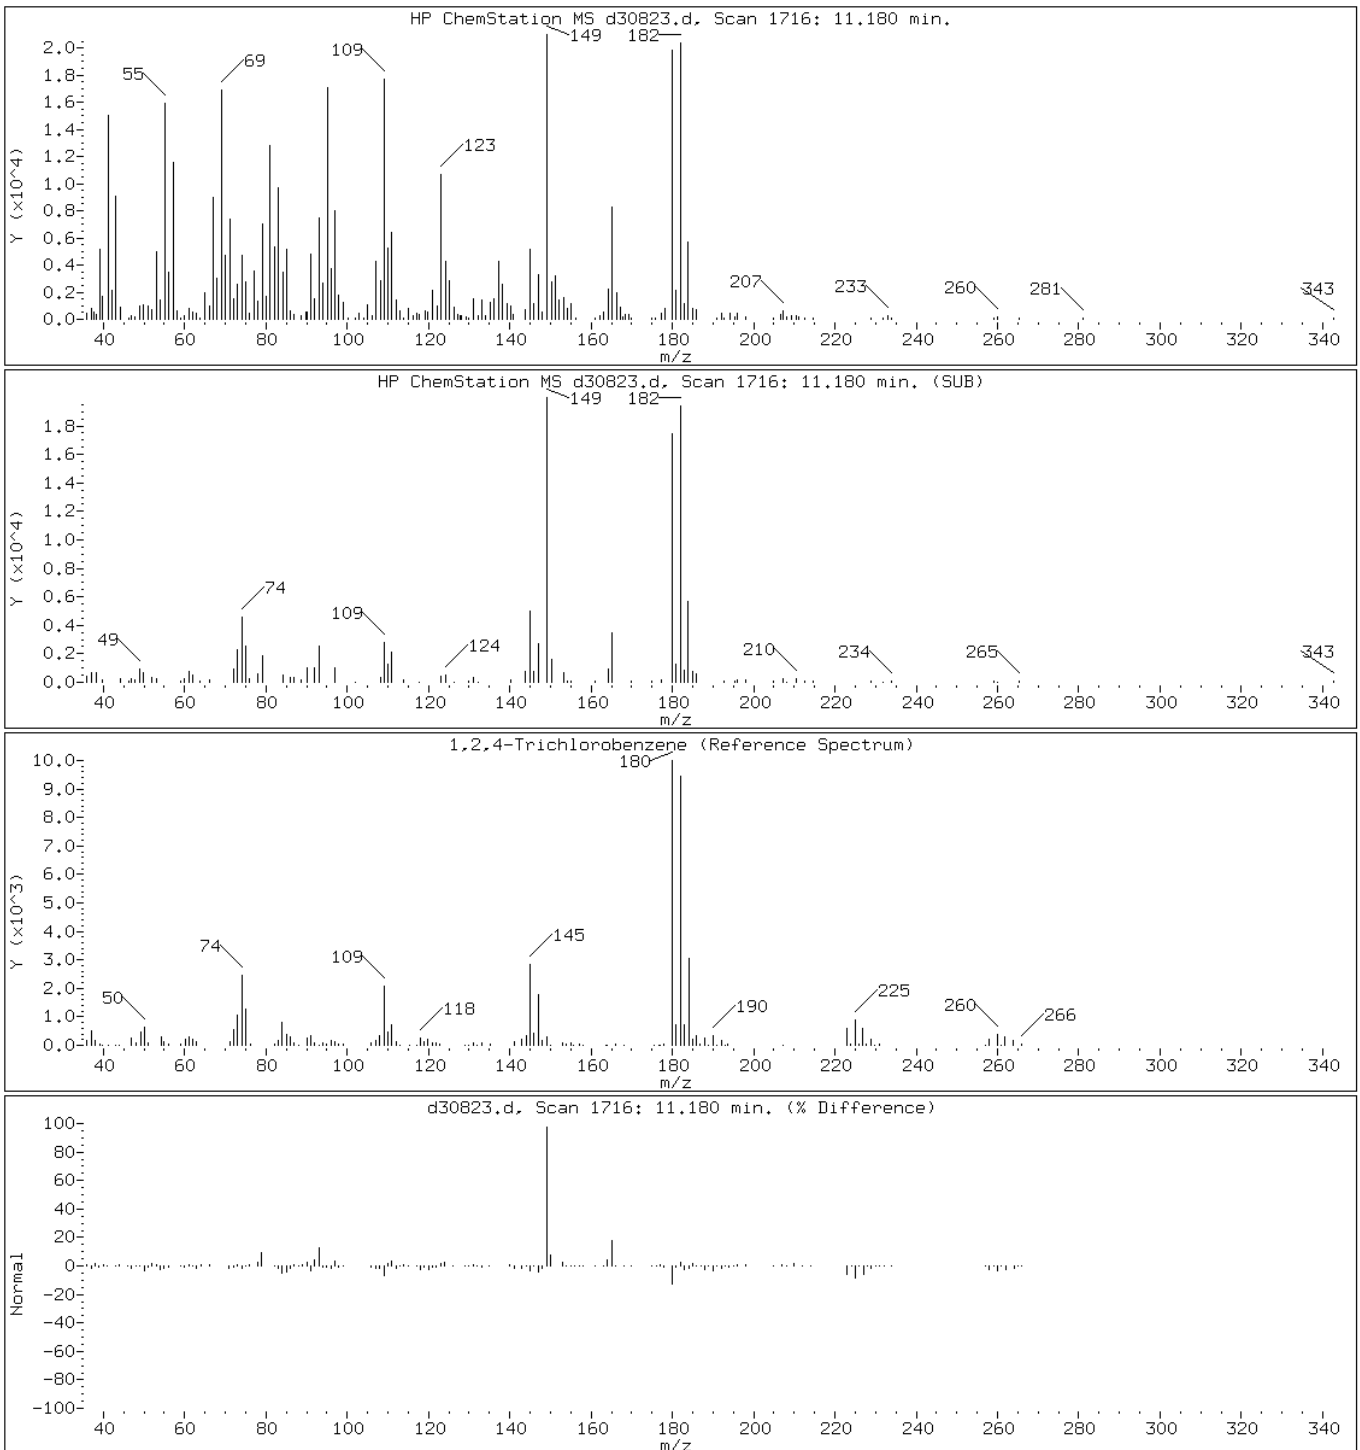 HP ChemStation MS d30823.d, Scan 1716: 11.180 min.
149 182
109
55 69
123
207 233 260 281 343
2.0
1.8
1.6
1.4
1.2
1.0
0.8
0.6
0.4
0.2
0.0
Y (x10^4)
40 60 80 100 120 140 160 180 200 220 240 260 280 300 320 340
m/z
HP ChemStation MS d30823.d, Scan 1716: 11.180 min. (SUB)
149 182
74
109
49 124 210 234 265 343
1.8
1.6
1.4
1.2
1.0
0.8
0.6
0.4
0.2
0.0
Y (x10^4)
40 60 80 100 120 140 160 180 200 220 240 260 280 300 320 340
m/z
1,2,4-Trichlorobenzene (Reference Spectrum)
180
145
74 109
50 118 190 225 260 266
10.0
9.0
8.0
7.0
6.0
5.0
4.0
3.0
2.0
1.0
0.0
Y (x10^3)
40 60 80 100 120 140 160 180 200 220 240 260 280 300 320 340
m/z
d30823.d, Scan 1716: 11.180 min. (% Difference)
100
80
60
40
20
0
-20
-40
-60
-80
-100
Normal
40 60 80 100 120 140 160 180 200 220 240 260 280 300 320 340
m/z